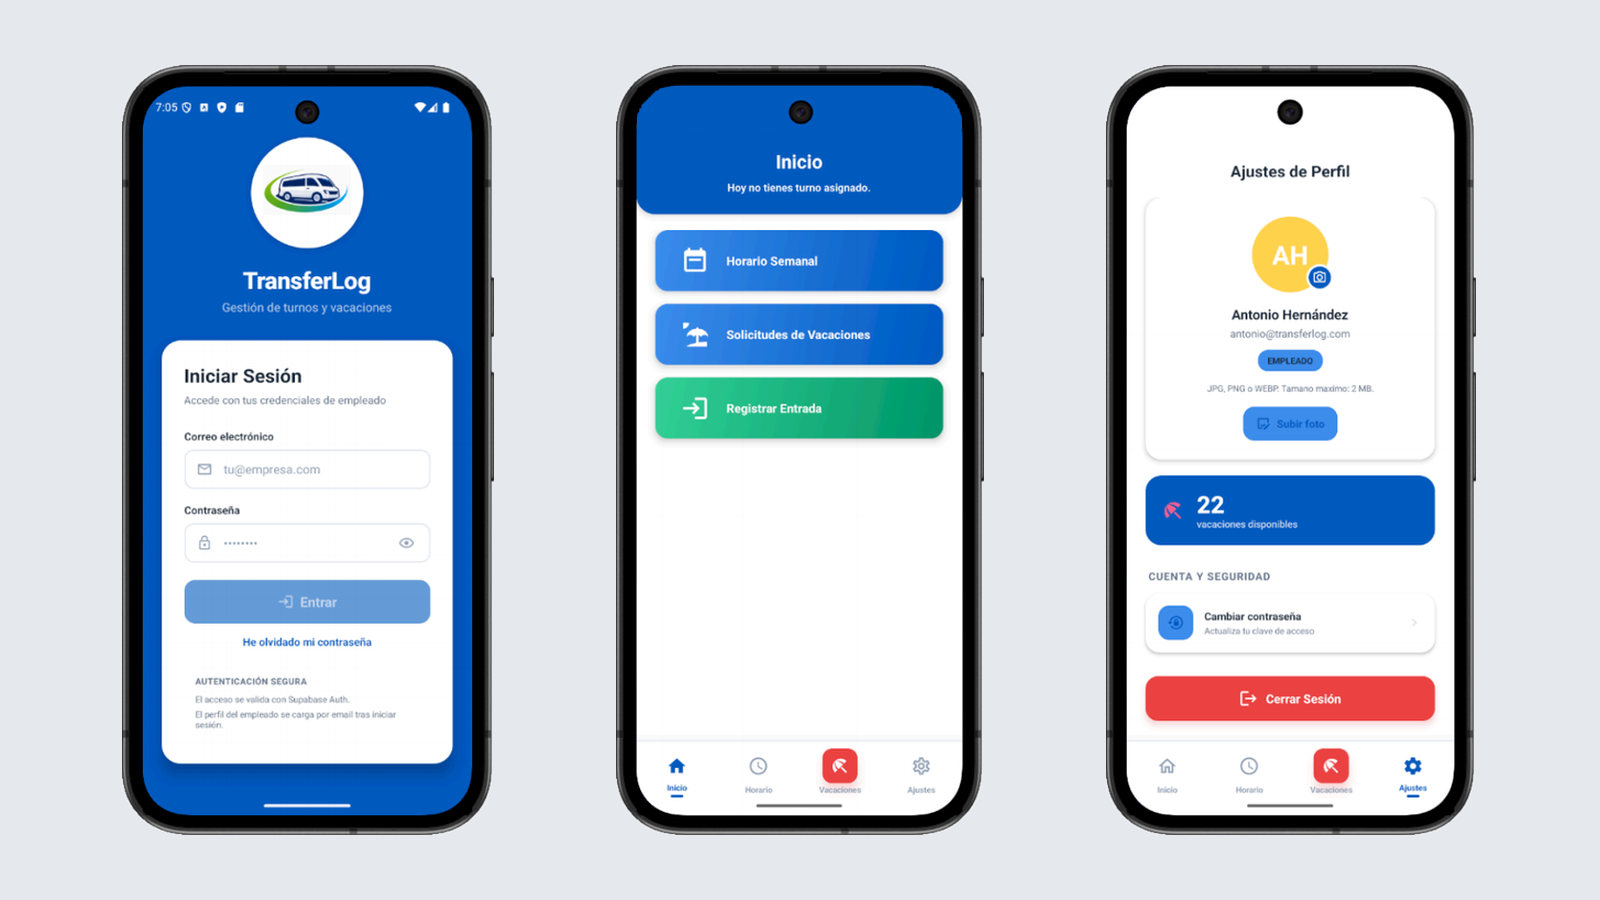 7:05
TransferLog
Gestión de turnos y vacaciones
Iniciar Sesión
Accede con tus credenciales de empleado
Correo electrónico
tu@empresa.com
Contraseña
••••••••
Entrar
He olvidado mi contraseña
AUTENTICACIÓN SEGURA
El acceso se valida con Supabase Auth.
El perfil del empleado se carga por email tras iniciar
sesión.
Inicio
Hoy no tienes turno asignado.
Horario Semanal
Solicitudes de Vacaciones
Registrar Entrada
Inicio
Horario
Vacaciones
Ajustes
Ajustes de Perfil
AH
Antonio Hernández
antonio@transferlog.com
EMPLEADO
JPG, PNG o WEBP. Tamano maximo: 2 MB.
Subir foto
22
vacaciones disponibles
CUENTA Y SEGURIDAD
Cambiar contraseña
Actualiza tu clave de acceso
Cerrar Sesión
Inicio
Horario
Vacaciones
Ajustes